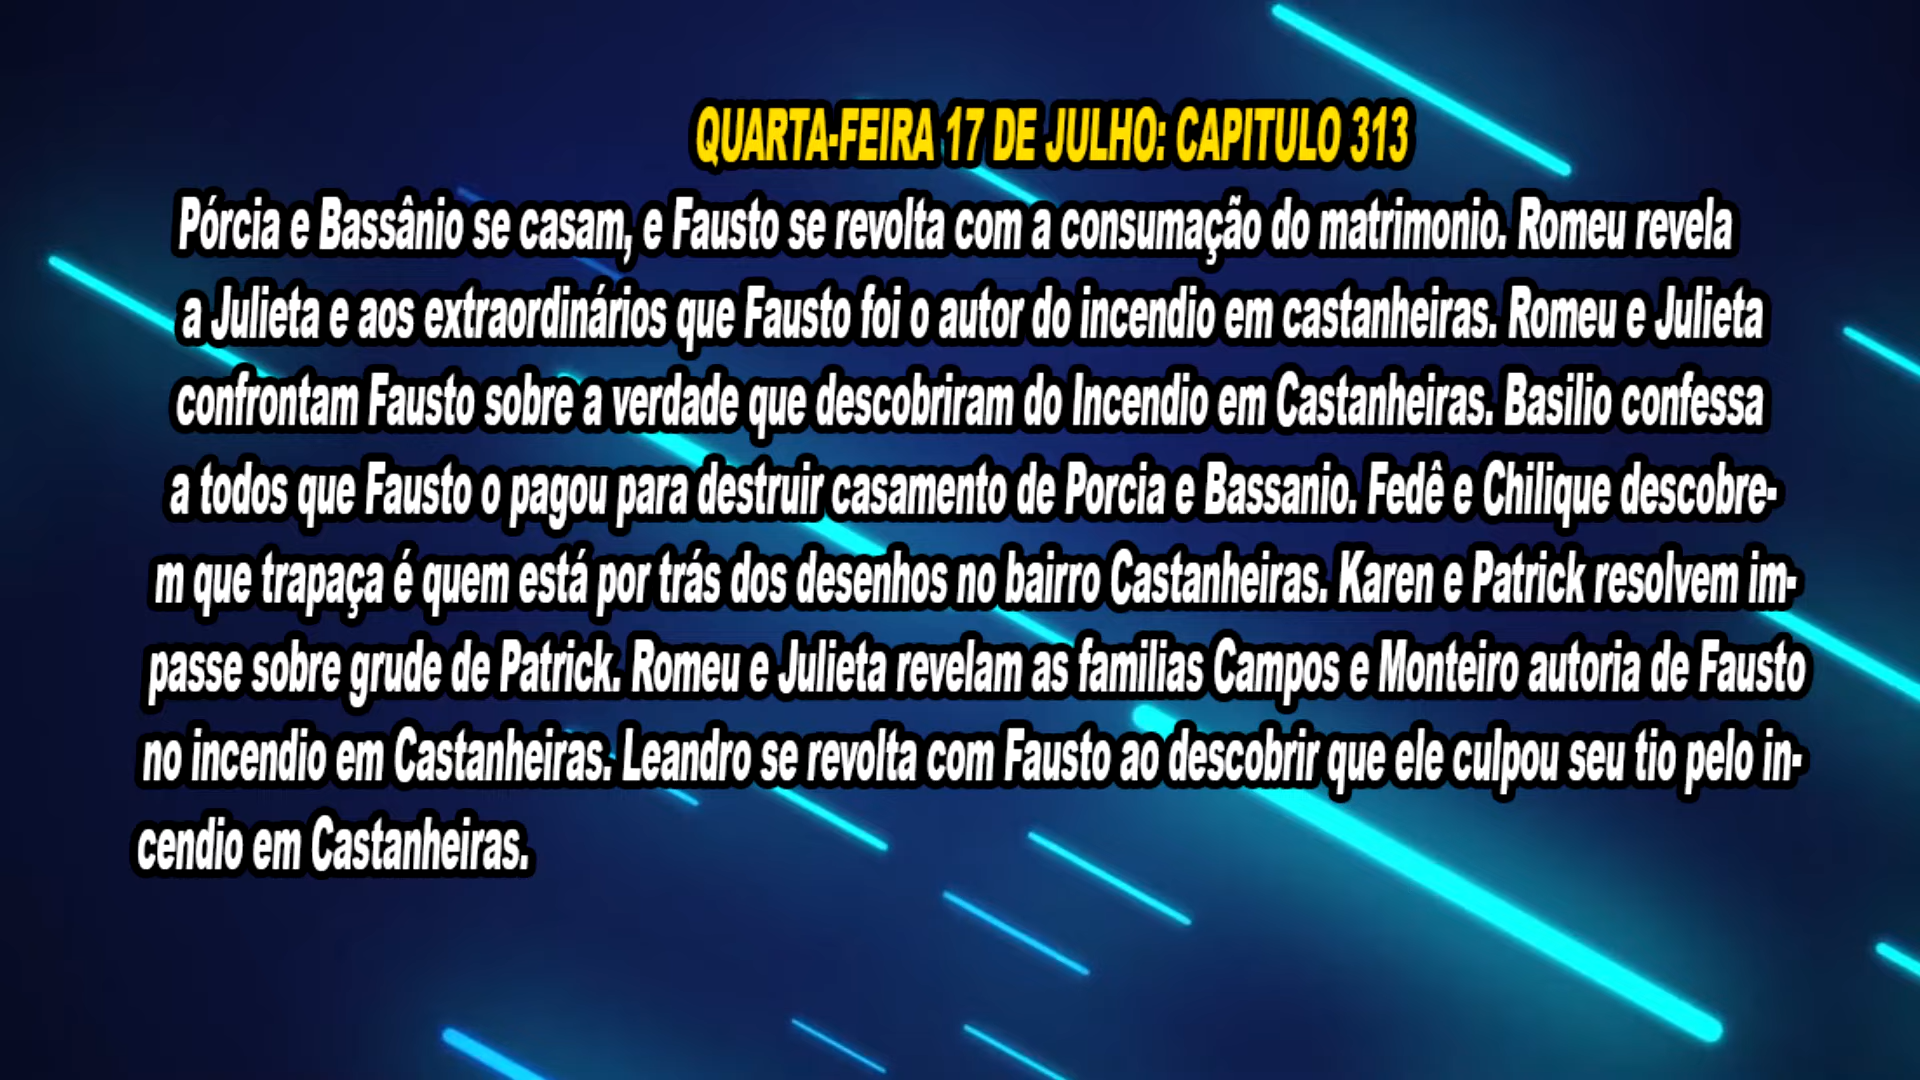 QUARTA-FEIRA 17 DE JULHO: CAPITULO 313
Pórcia e Bassânio se casam, e Fausto se revolta com a consumação do matrimonio. Romeu revela
a Julieta e aos extraordinários que Fausto foi o autor do incendio em castanheiras. Romeu e Julieta
confrontam Fausto sobre a verdade que descobriram do Incendio em Castanheiras. Basilio confessa
a todos que Fausto o pagou para destruir casamento de Porcia e Bassanio. Fedê e Chilique descobre-
m que trapaça é quem está por trás dos desenhos no bairro Castanheiras. Karen e Patrick resolvem im-
passe sobre grude de Patrick. Romeu e Julieta revelam as familias Campos e Monteiro autoria de Fausto
no incendio em Castanheiras. Leandro se revolta com Fausto ao descobrir que ele culpou seu tio pelo in-
cendio em Castanheiras.